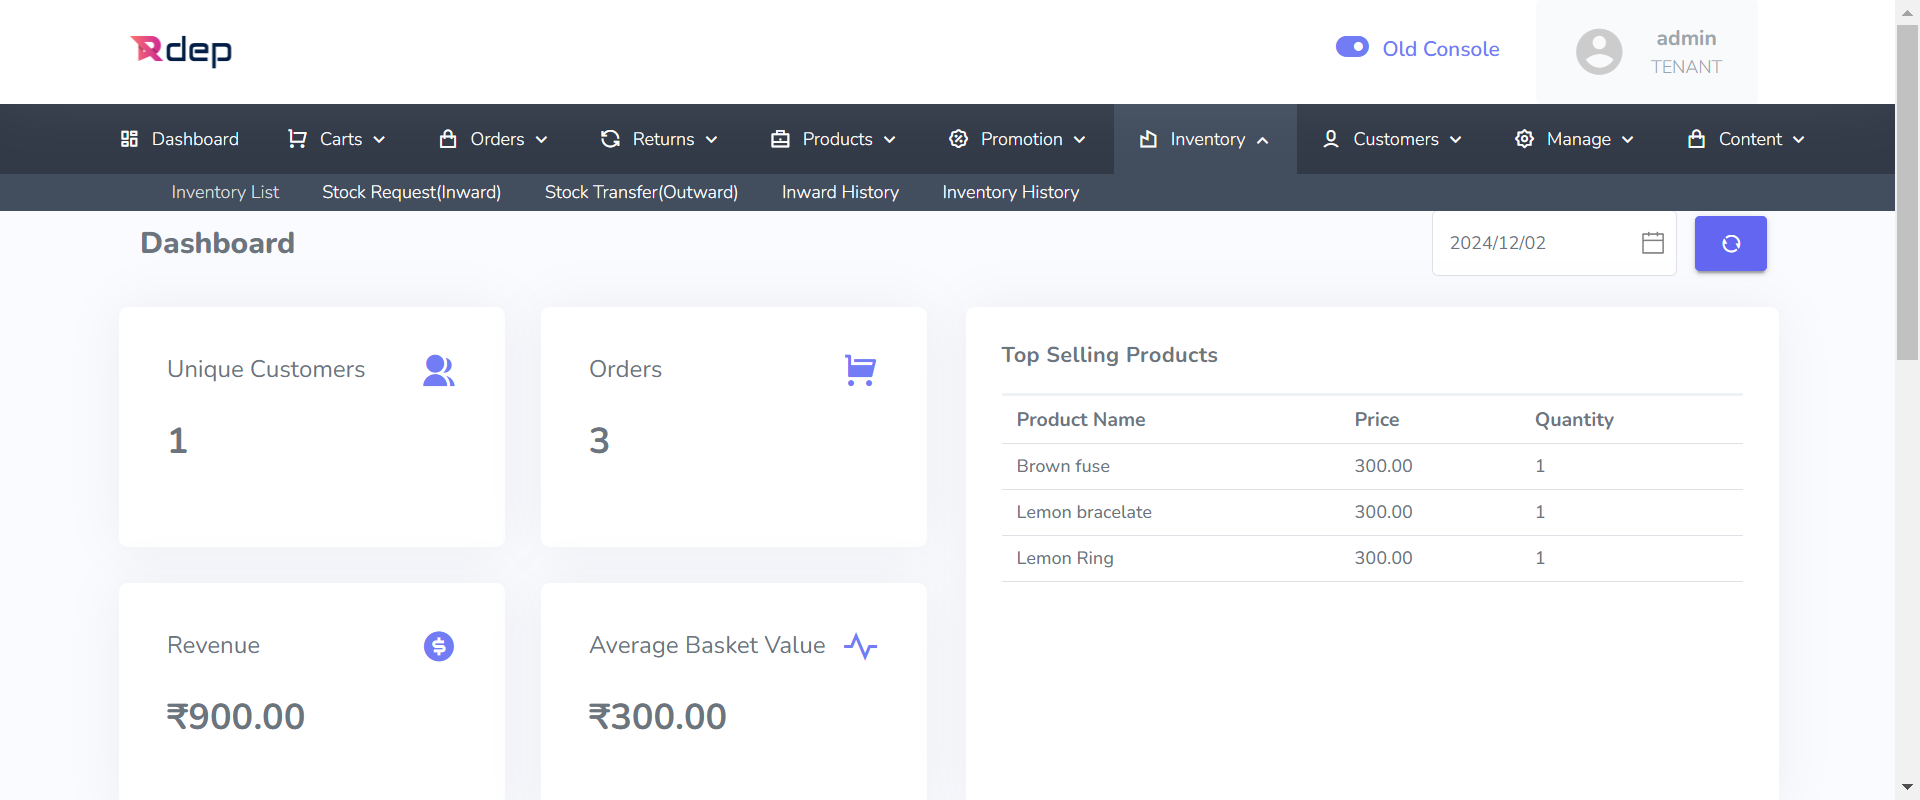 Rdep
Old Console
admin
TENANT
Dashboard Carts Orders Returns Products Promotion Inventory Customers Manage Content
Inventory List Stock Request(Inward) Stock Transfer(Outward) Inward History Inventory History
Dashboard
2024/12/02
Unique Customers
1
Orders
3
Revenue
₹900.00
Average Basket Value
₹300.00
Top Selling Products
Product Name Price Quantity
Brown fuse 300.00 1
Lemon bracelate 300.00 1
Lemon Ring 300.00 1